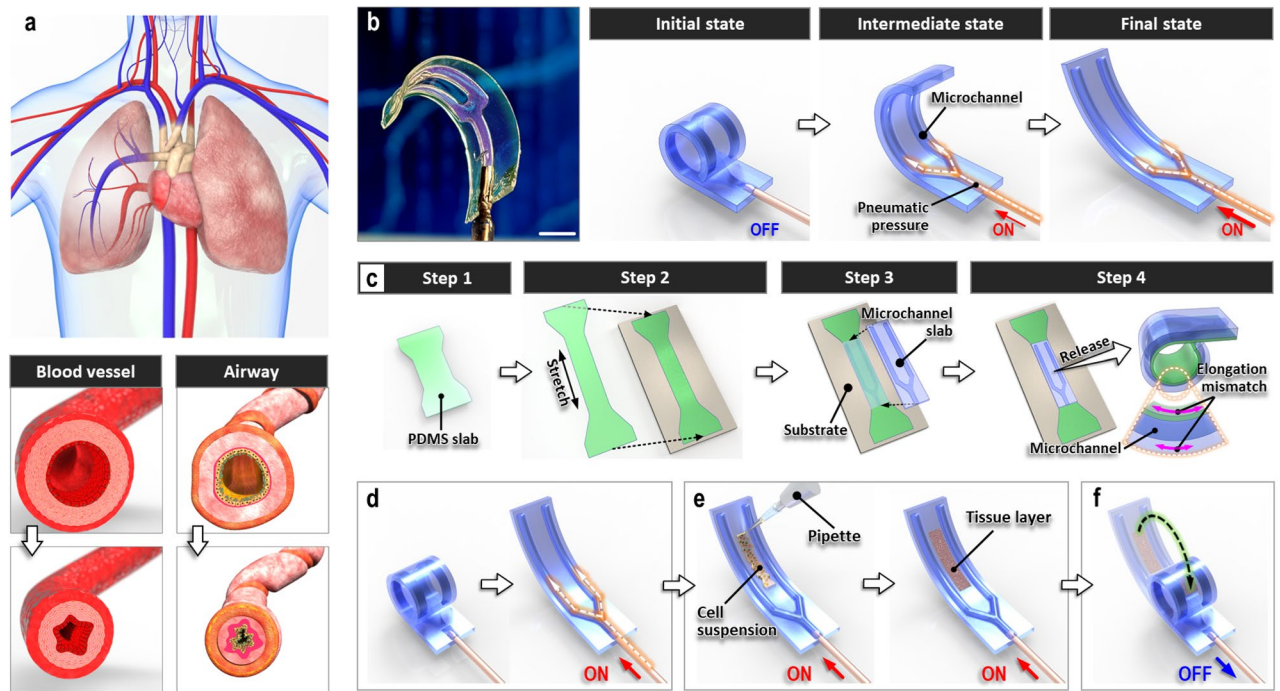 a
Blood vessel
Airway
b
Initial state
Intermediate state
Final state
Microchannel
Pneumatic
pressure
OFF
ON
ON
c
Step 1
Step 2
Step 3
Step 4
PDMS slab
Stretch
Microchannel
slab
Substrate
Release
Elongation
mismatch
Microchannel
d
ON
e
Pipette
Cell
suspension
ON
Tissue layer
ON
f
OFF